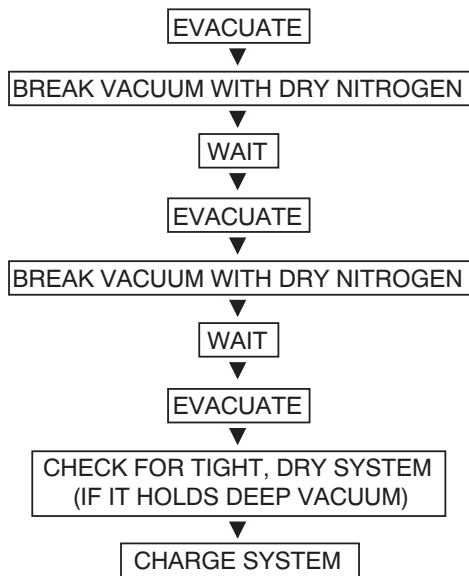 EVACUATE
BREAK VACUUM WITH DRY NITROGEN
WAIT
EVACUATE
BREAK VACUUM WITH DRY NITROGEN
WAIT
EVACUATE
CHECK FOR TIGHT, DRY SYSTEM
(IF IT HOLDS DEEP VACUUM)
CHARGE SYSTEM